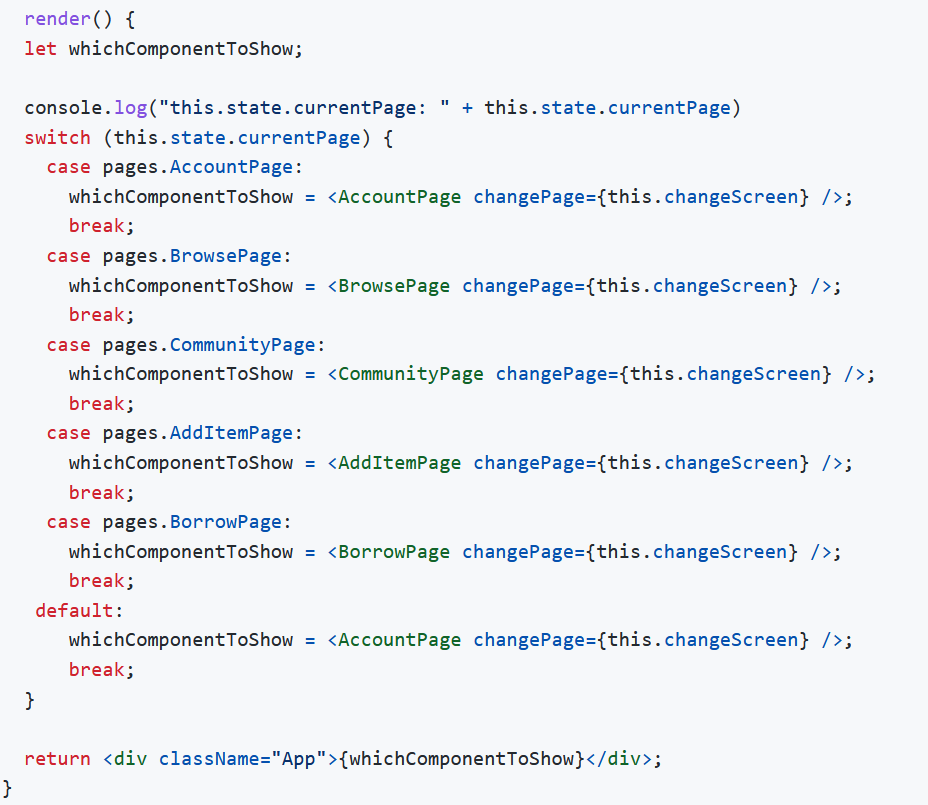 render() {
let whichComponentToShow;
console.log("this.state.currentPage: " + this.state.currentPage)
switch (this.state.currentPage) {
case pages.AccountPage:
whichComponentToShow = <AccountPage changePage={this.changeScreen} />;
break;
case pages.BrowsePage:
whichComponentToShow = <BrowsePage changePage={this.changeScreen} />;
break;
case pages.CommunityPage:
whichComponentToShow = <CommunityPage changePage={this.changeScreen} />;
break;
case pages.AddItemPage:
whichComponentToShow = <AddItemPage changePage={this.changeScreen} />;
break;
case pages.BorrowPage:
whichComponentToShow = <BorrowPage changePage={this.changeScreen} />;
break;
default:
whichComponentToShow = <AccountPage changePage={this.changeScreen} />;
break;
}
return <div className="App">{whichComponentToShow}</div>;
}